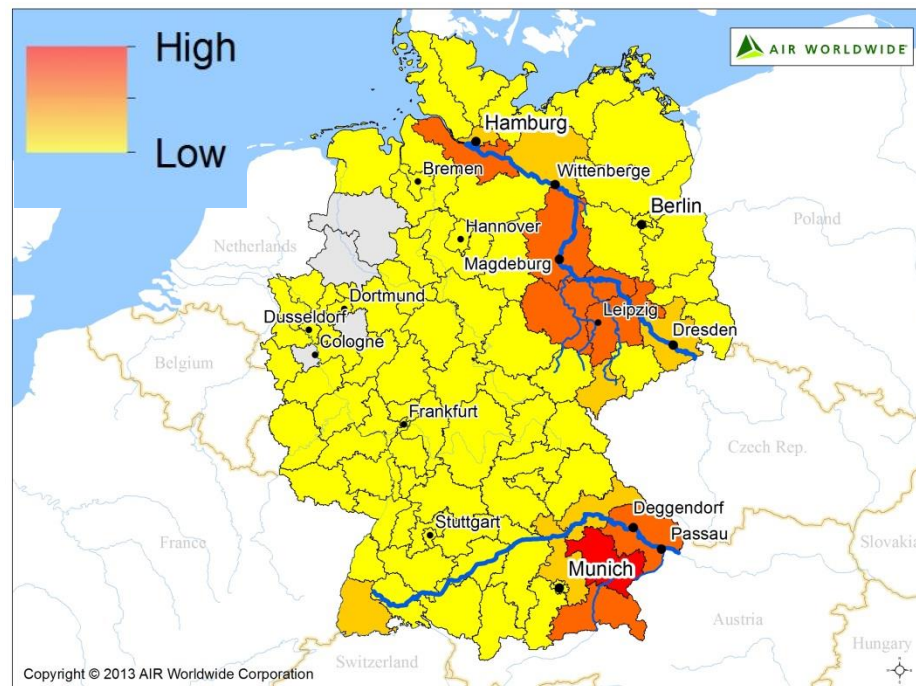 High
Low
AIR WORLDWIDE
Hamburg
Bremen
Wittenberge
Berlin
Poland
Netherlands
Hannover
Magdeburg
Dortmund
Leipzig
Dusseldorf
Dresden
Cologne
Belgium
Frankfurt
Czech Rep.
Deggendorf
Stuttgart
Passau
France
Slovakia
Munich
Austria
Switzerland
Hungary
Copyright © 2013 AIR Worldwide Corporation